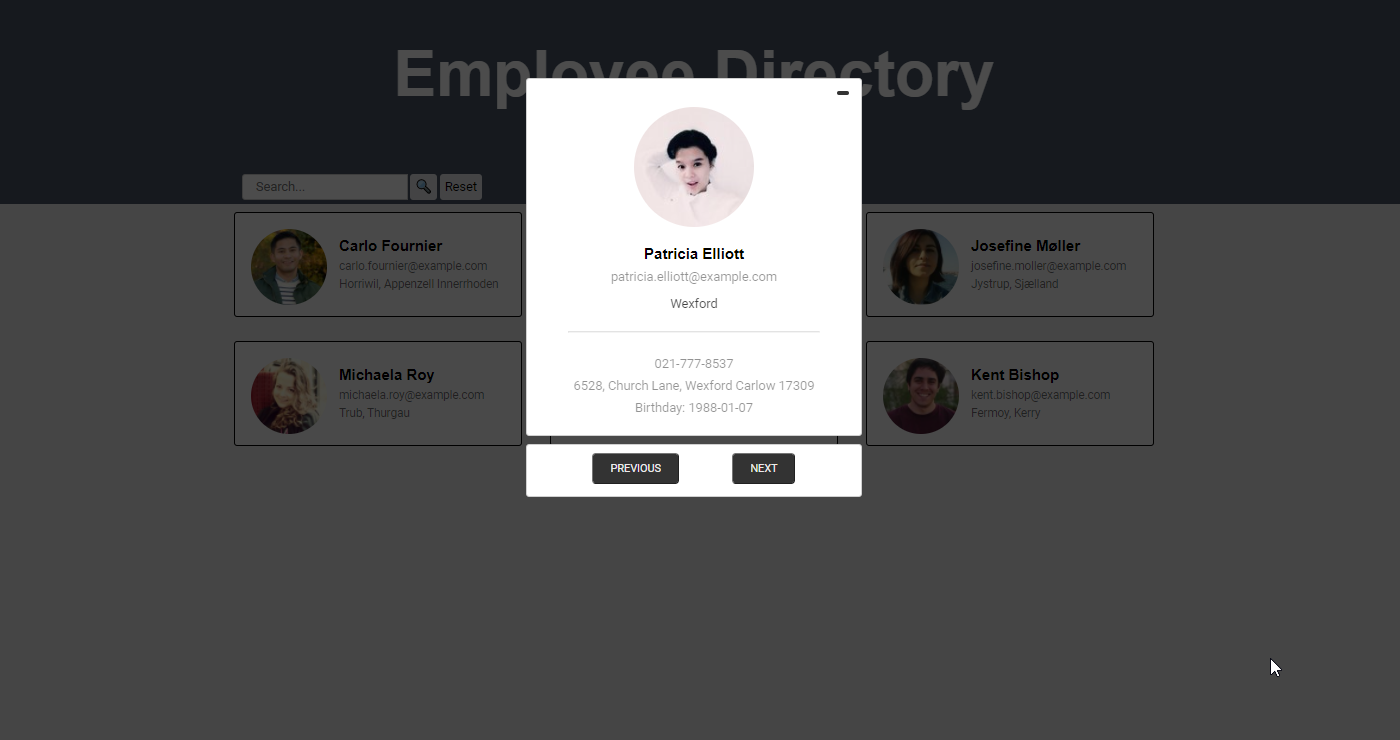 Employee Directory
Search...
Reset
Carlo Fournier
carlo.fournier@example.com
Horriwil, Appenzell Innerrhoden
Josefine Møller
josefine.moller@example.com
Jystrup, Sjælland
Michaela Roy
michaela.roy@example.com
Trub, Thurgau
Kent Bishop
kent.bishop@example.com
Fermoy, Kerry
Patricia Elliott
patricia.elliott@example.com
Wexford
021-777-8537
6528, Church Lane, Wexford Carlow 17309
Birthday: 1988-01-07
PREVIOUS
NEXT